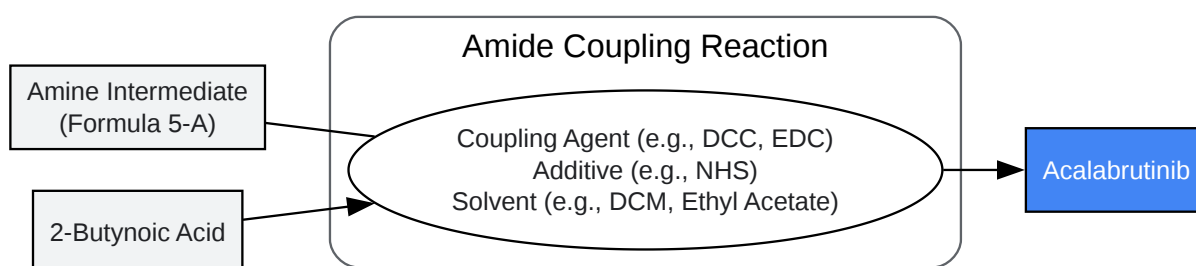 Amide Coupling Reaction
Amine Intermediate
(Formula 5-A)
2-Butynoic Acid
Coupling Agent (e.g., DCC, EDC)
Additive (e.g., NHS)
Solvent (e.g., DCM, Ethyl Acetate)
Acalabrutinib